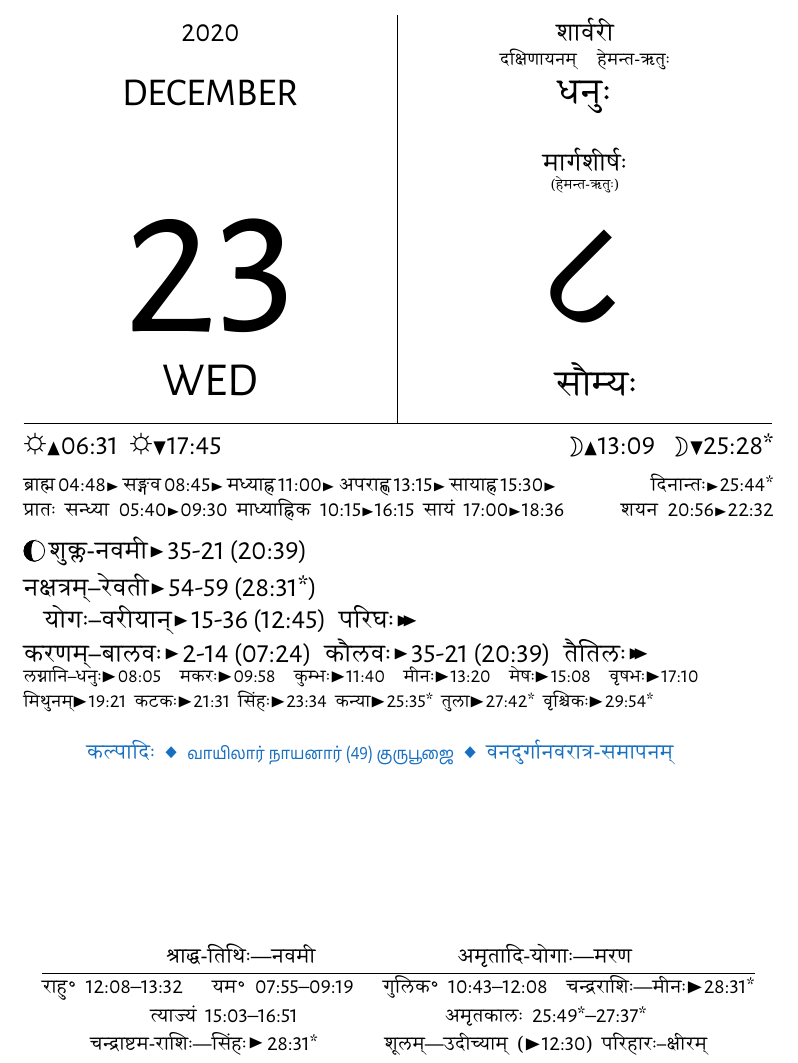 2020
DECEMBER
23
WED
शार्वरी
दक्षिणायनम् हेमन्त-ऋतुः
धनुः
मार्गशीर्षः
(हेमन्त-ऋतुः)
८
सौम्यः
☼▲06:31 ☼▼17:45 ☽▲13:09 ☽▼25:28*
ब्राह्म 04:48► सङ्गव 08:45► मध्याह्न 11:00► अपराह्ण 13:15► सायाह्न 15:30► दिनान्तः►25:44*
प्रातः सन्ध्या 05:40►09:30 माध्याह्निक 10:15►16:15 सायं 17:00►18:36 शयन 20:56►22:32
शुक्ल-नवमी►35-21 (20:39)
नक्षत्रम्–रेवती►54-59 (28:31*)
योगः–वरीयान्►15-36 (12:45) परिघः►►
करणम्–बालवः►2-14 (07:24) कौलवः►35-21 (20:39) तैतिलः►►
लग्नानि–धनुः►08:05 मकरः►09:58 कुम्भः►11:40 मीनः►13:20 मेषः►15:08 वृषभः►17:10
मिथुनम्►19:21 कटकः►21:31 सिंहः►23:34 कन्या►25:35* तुला►27:42* वृश्चिकः►29:54*
कल्पादिः ◆ வாயிலார் நாயனார் (49) குருபூஜை ◆ वनदुर्गानवरात्र-समापनम्
श्राद्ध-तिथिः—नवमी अमृतादि-योगाः—मरण
राहु° 12:08–13:32 यम° 07:55–09:19 गुलिक° 10:43–12:08 चन्द्रराशिः—मीनः►28:31*
त्याज्यं 15:03–16:51 अमृतकालः 25:49*–27:37*
चन्द्राष्टम-राशिः—सिंहः►28:31* शूलम्—उदीच्याम् (►12:30) परिहारः–क्षीरम्